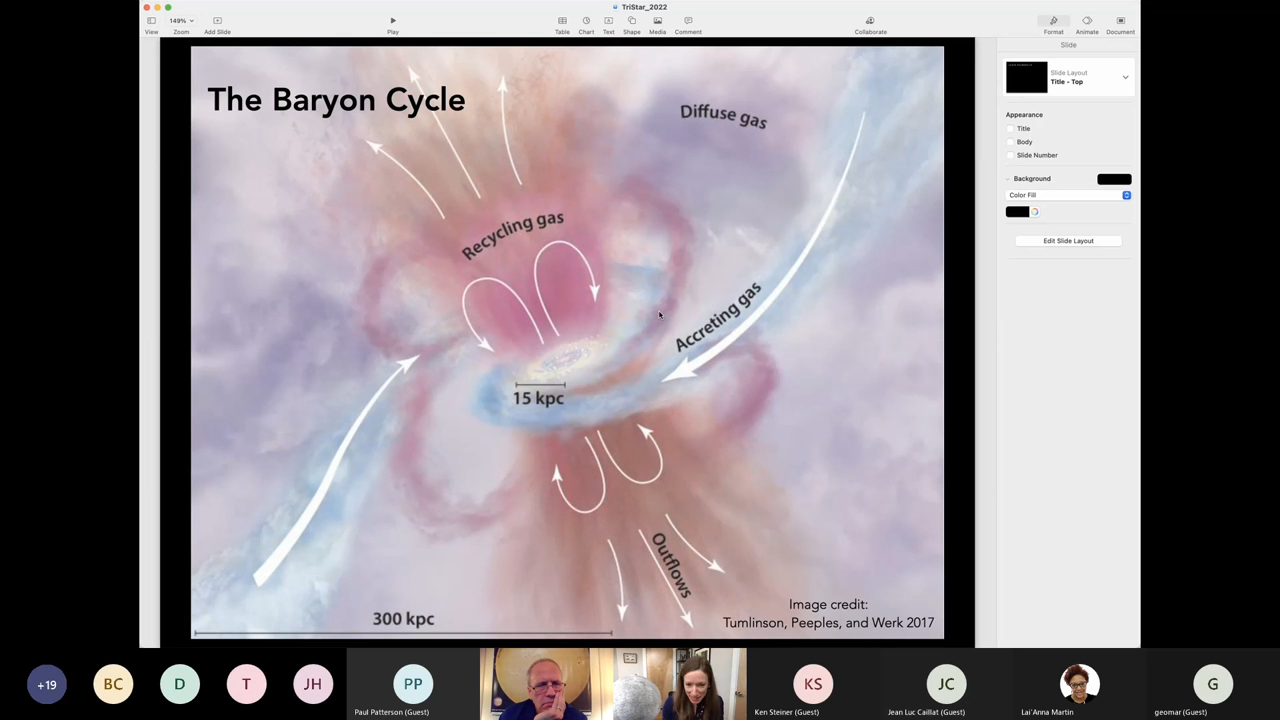 TriStar_2022
149%
View
Zoom
Add Slide
Play
Table
Chart
Text
Shape
Media
Comment
Collaborate
Format
Animate
Document
The Baryon Cycle
Diffuse gas
Recycling gas
Accreting gas
15 kpc
Outflows
300 kpc
Image credit:
Tumlinson, Peeples, and Werk 2017
Slide
Slide Layout
Title - Top
Appearance
Title
Body
Slide Number
Background
Color Fill
Edit Slide Layout
+19
BC
D
T
JH
PP
Paul Patterson (Guest)
KS
Ken Steiner (Guest)
JC
Jean Luc Caillat (Guest)
Lai'Anna Martin
G
geomar (Guest)